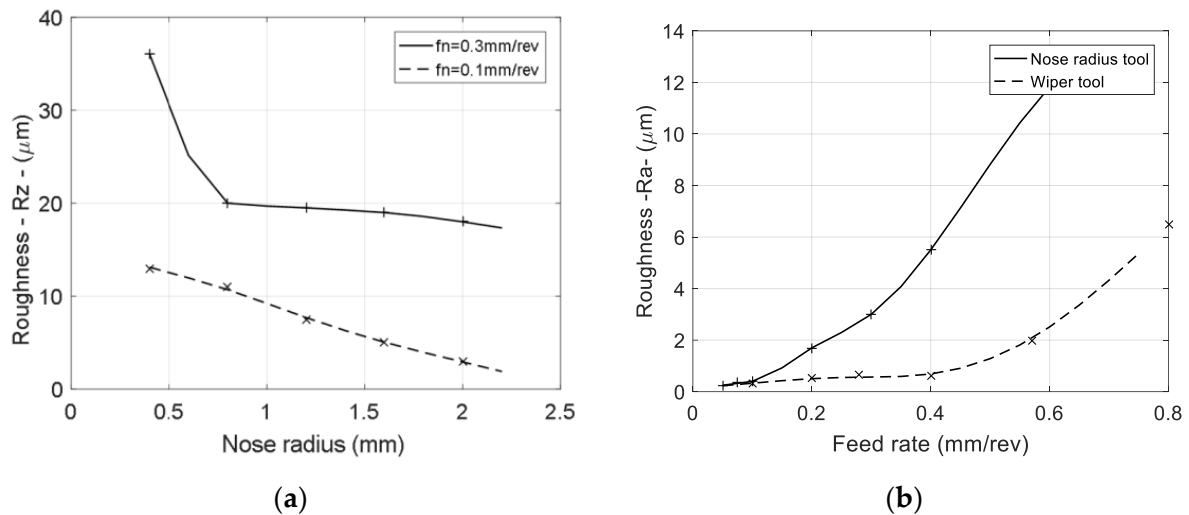 40
30
20
10
0
Roughness - Rz - (μm)
fn=0.3mm/rev
fn=0.1mm/rev
0 0.5 1 1.5 2 2.5
Nose radius (mm)
(a)
14
12
10
8
6
4
2
0
Roughness -Ra- (μm)
Nose radius tool
Wiper tool
0 0.2 0.4 0.6 0.8
Feed rate (mm/rev)
(b)